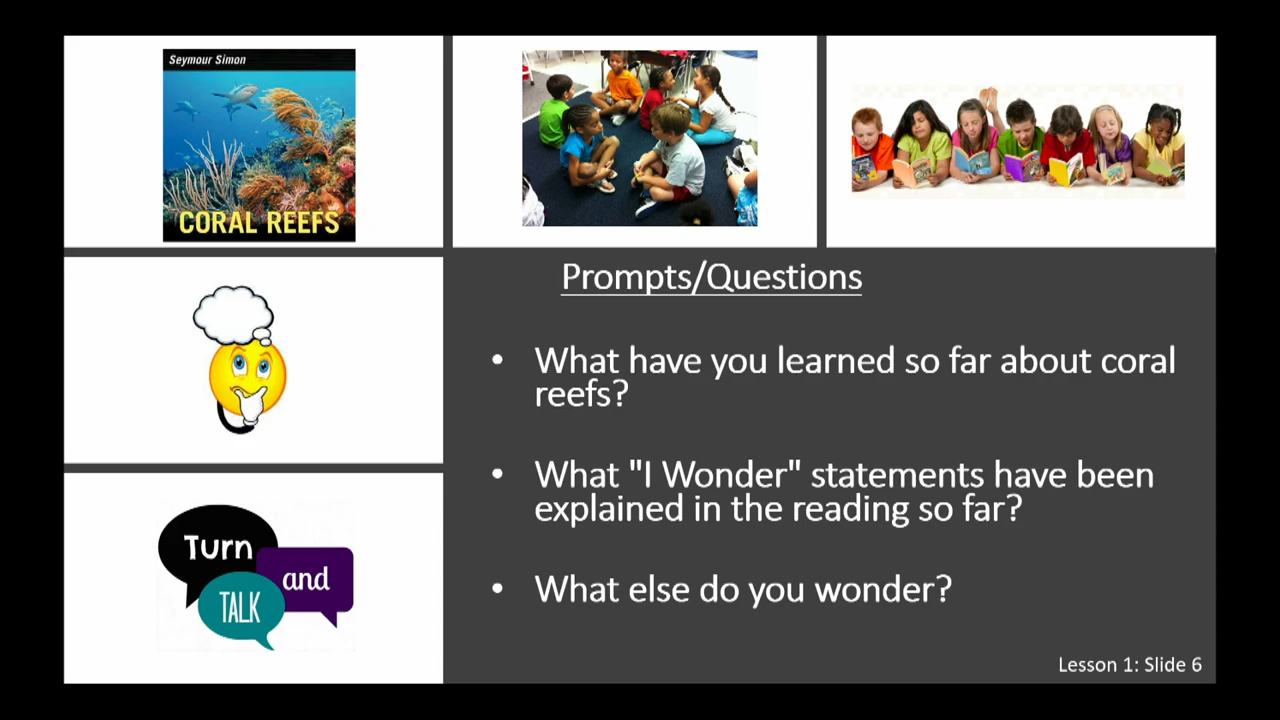 Seymour Simon
CORAL REEFS
Prompts/Questions
• What have you learned so far about coral
reefs?
• What "I Wonder" statements have been
explained in the reading so far?
• What else do you wonder?
Turn
and
TALK
Lesson 1: Slide 6